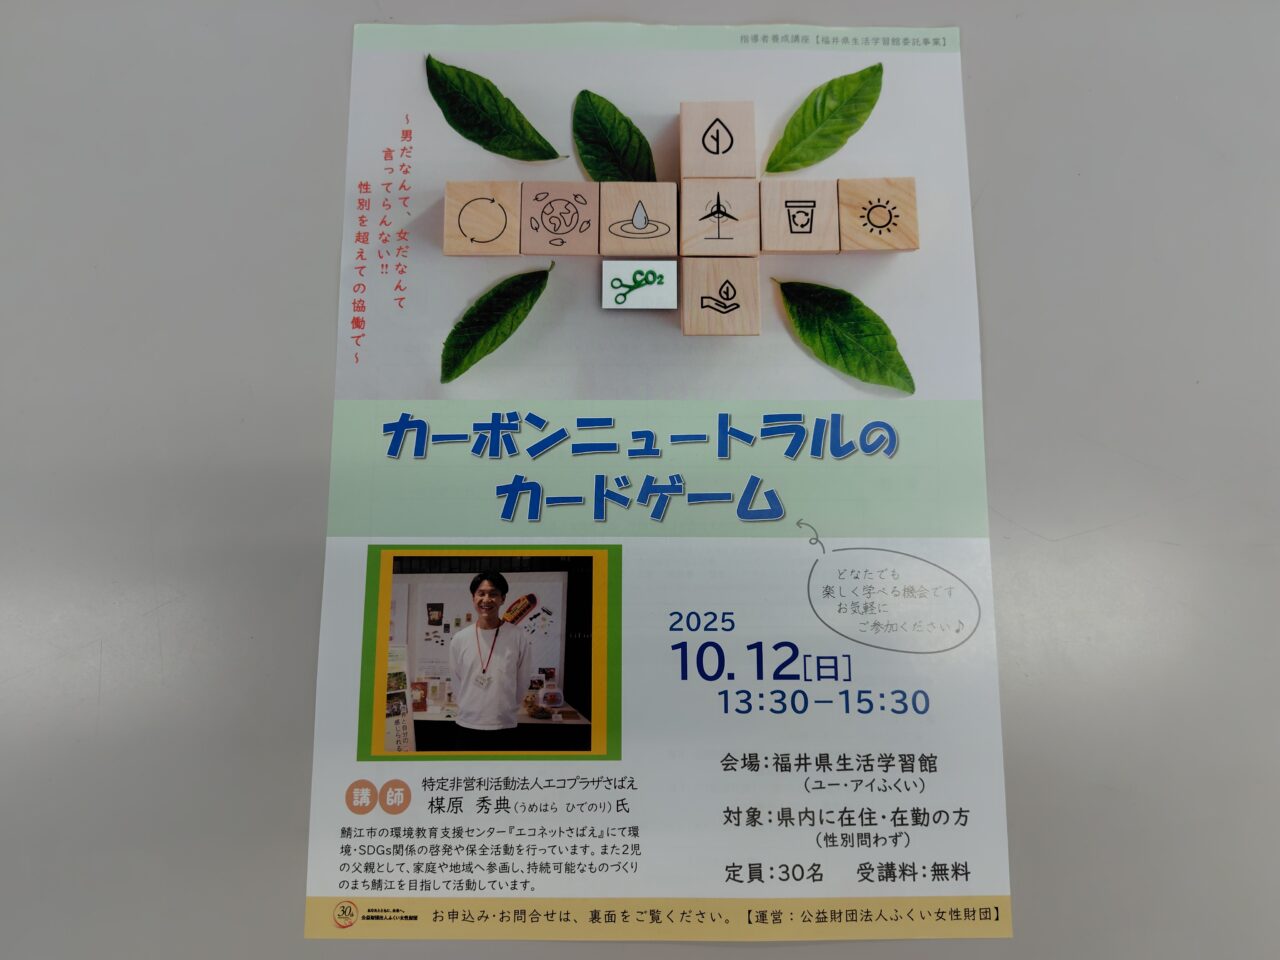 指導者養成講座【福井県生活学習館委託事業】
～男だなんて、女だなんて
言ってらんない!!
性別を超えての協働で～
CO2
カーボンニュートラルの
カードゲーム
どなたでも
楽しく学べる機会です
お気軽に
ご参加ください♪
2025
10.12[日]
13:30－15:30
会場：福井県生活学習館
（ユー・アイふくい）
対象：県内に在住・在勤の方
（性別問わず）
定員：30名 受講料：無料
講師
特定非営利活動法人エコプラザさばえ
楳原 秀典（うめはら ひでのり）氏
鯖江市の環境教育支援センター『エコネットさばえ』にて環
境・SDGs関係の啓発や保全活動を行っています。また2児
の父親として、家庭や地域へ参画し、持続可能なものづくり
のまち鯖江を目指して活動しています。
30th
公益財団法人ふくい女性財団
お申込み・お問合せは、裏面をご覧ください。【運営：公益財団法人ふくい女性財団】